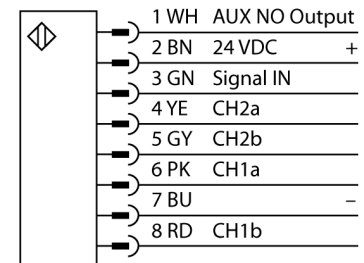 1 WH AUX NO Output
2 BN 24 VDC +
3 GN Signal IN
4 YE CH2a
5 GY CH2b
6 PK CH1a
7 BU –
8 RD CH1b